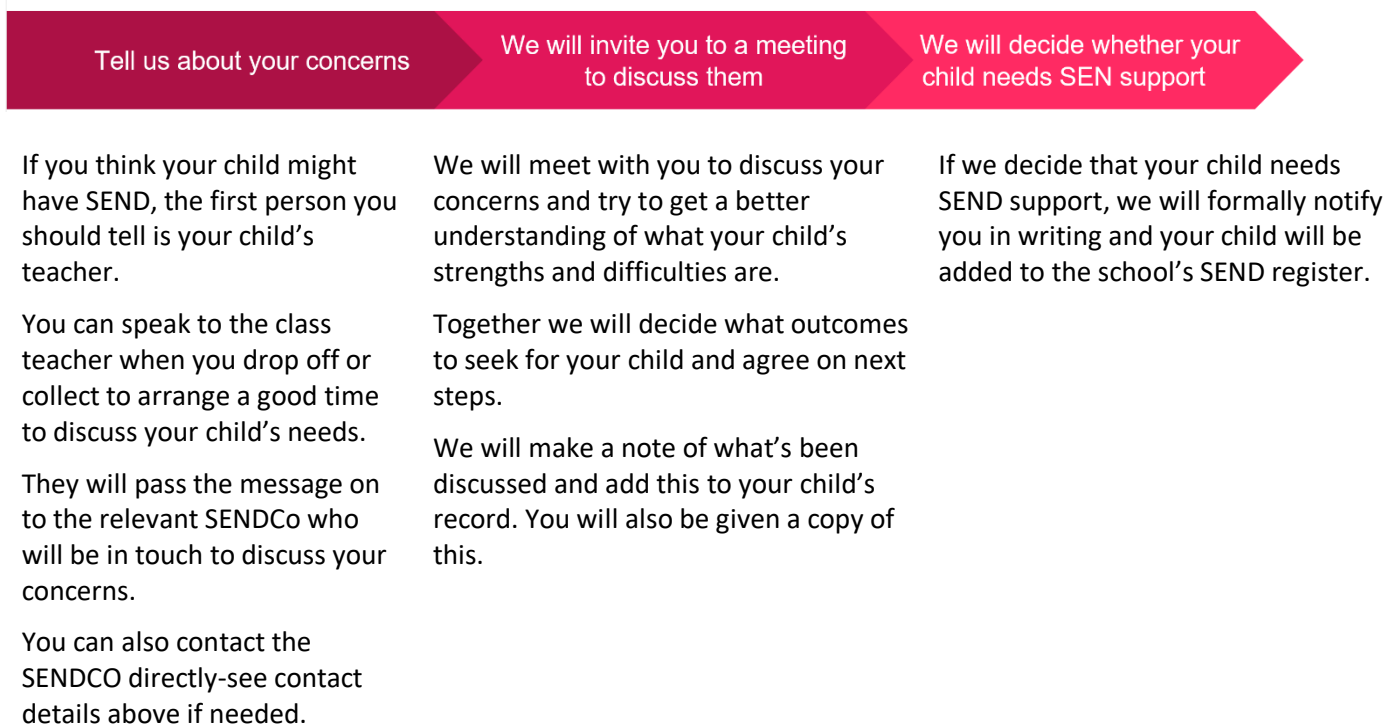 Tell us about your concerns
We will invite you to a meeting
to discuss them
We will decide whether your
child needs SEN support
If you think your child might
have SEND, the first person you
should tell is your child’s
teacher.
You can speak to the class
teacher when you drop off or
collect to arrange a good time
to discuss your child’s needs.
They will pass the message on
to the relevant SENDCo who
will be in touch to discuss your
concerns.
You can also contact the
SENDCO directly-see contact
details above if needed.
We will meet with you to discuss your
concerns and try to get a better
understanding of what your child’s
strengths and difficulties are.
Together we will decide what outcomes
to seek for your child and agree on next
steps.
We will make a note of what’s been
discussed and add this to your child’s
record. You will also be given a copy of
this.
If we decide that your child needs
SEND support, we will formally notify
you in writing and your child will be
added to the school’s SEND register.